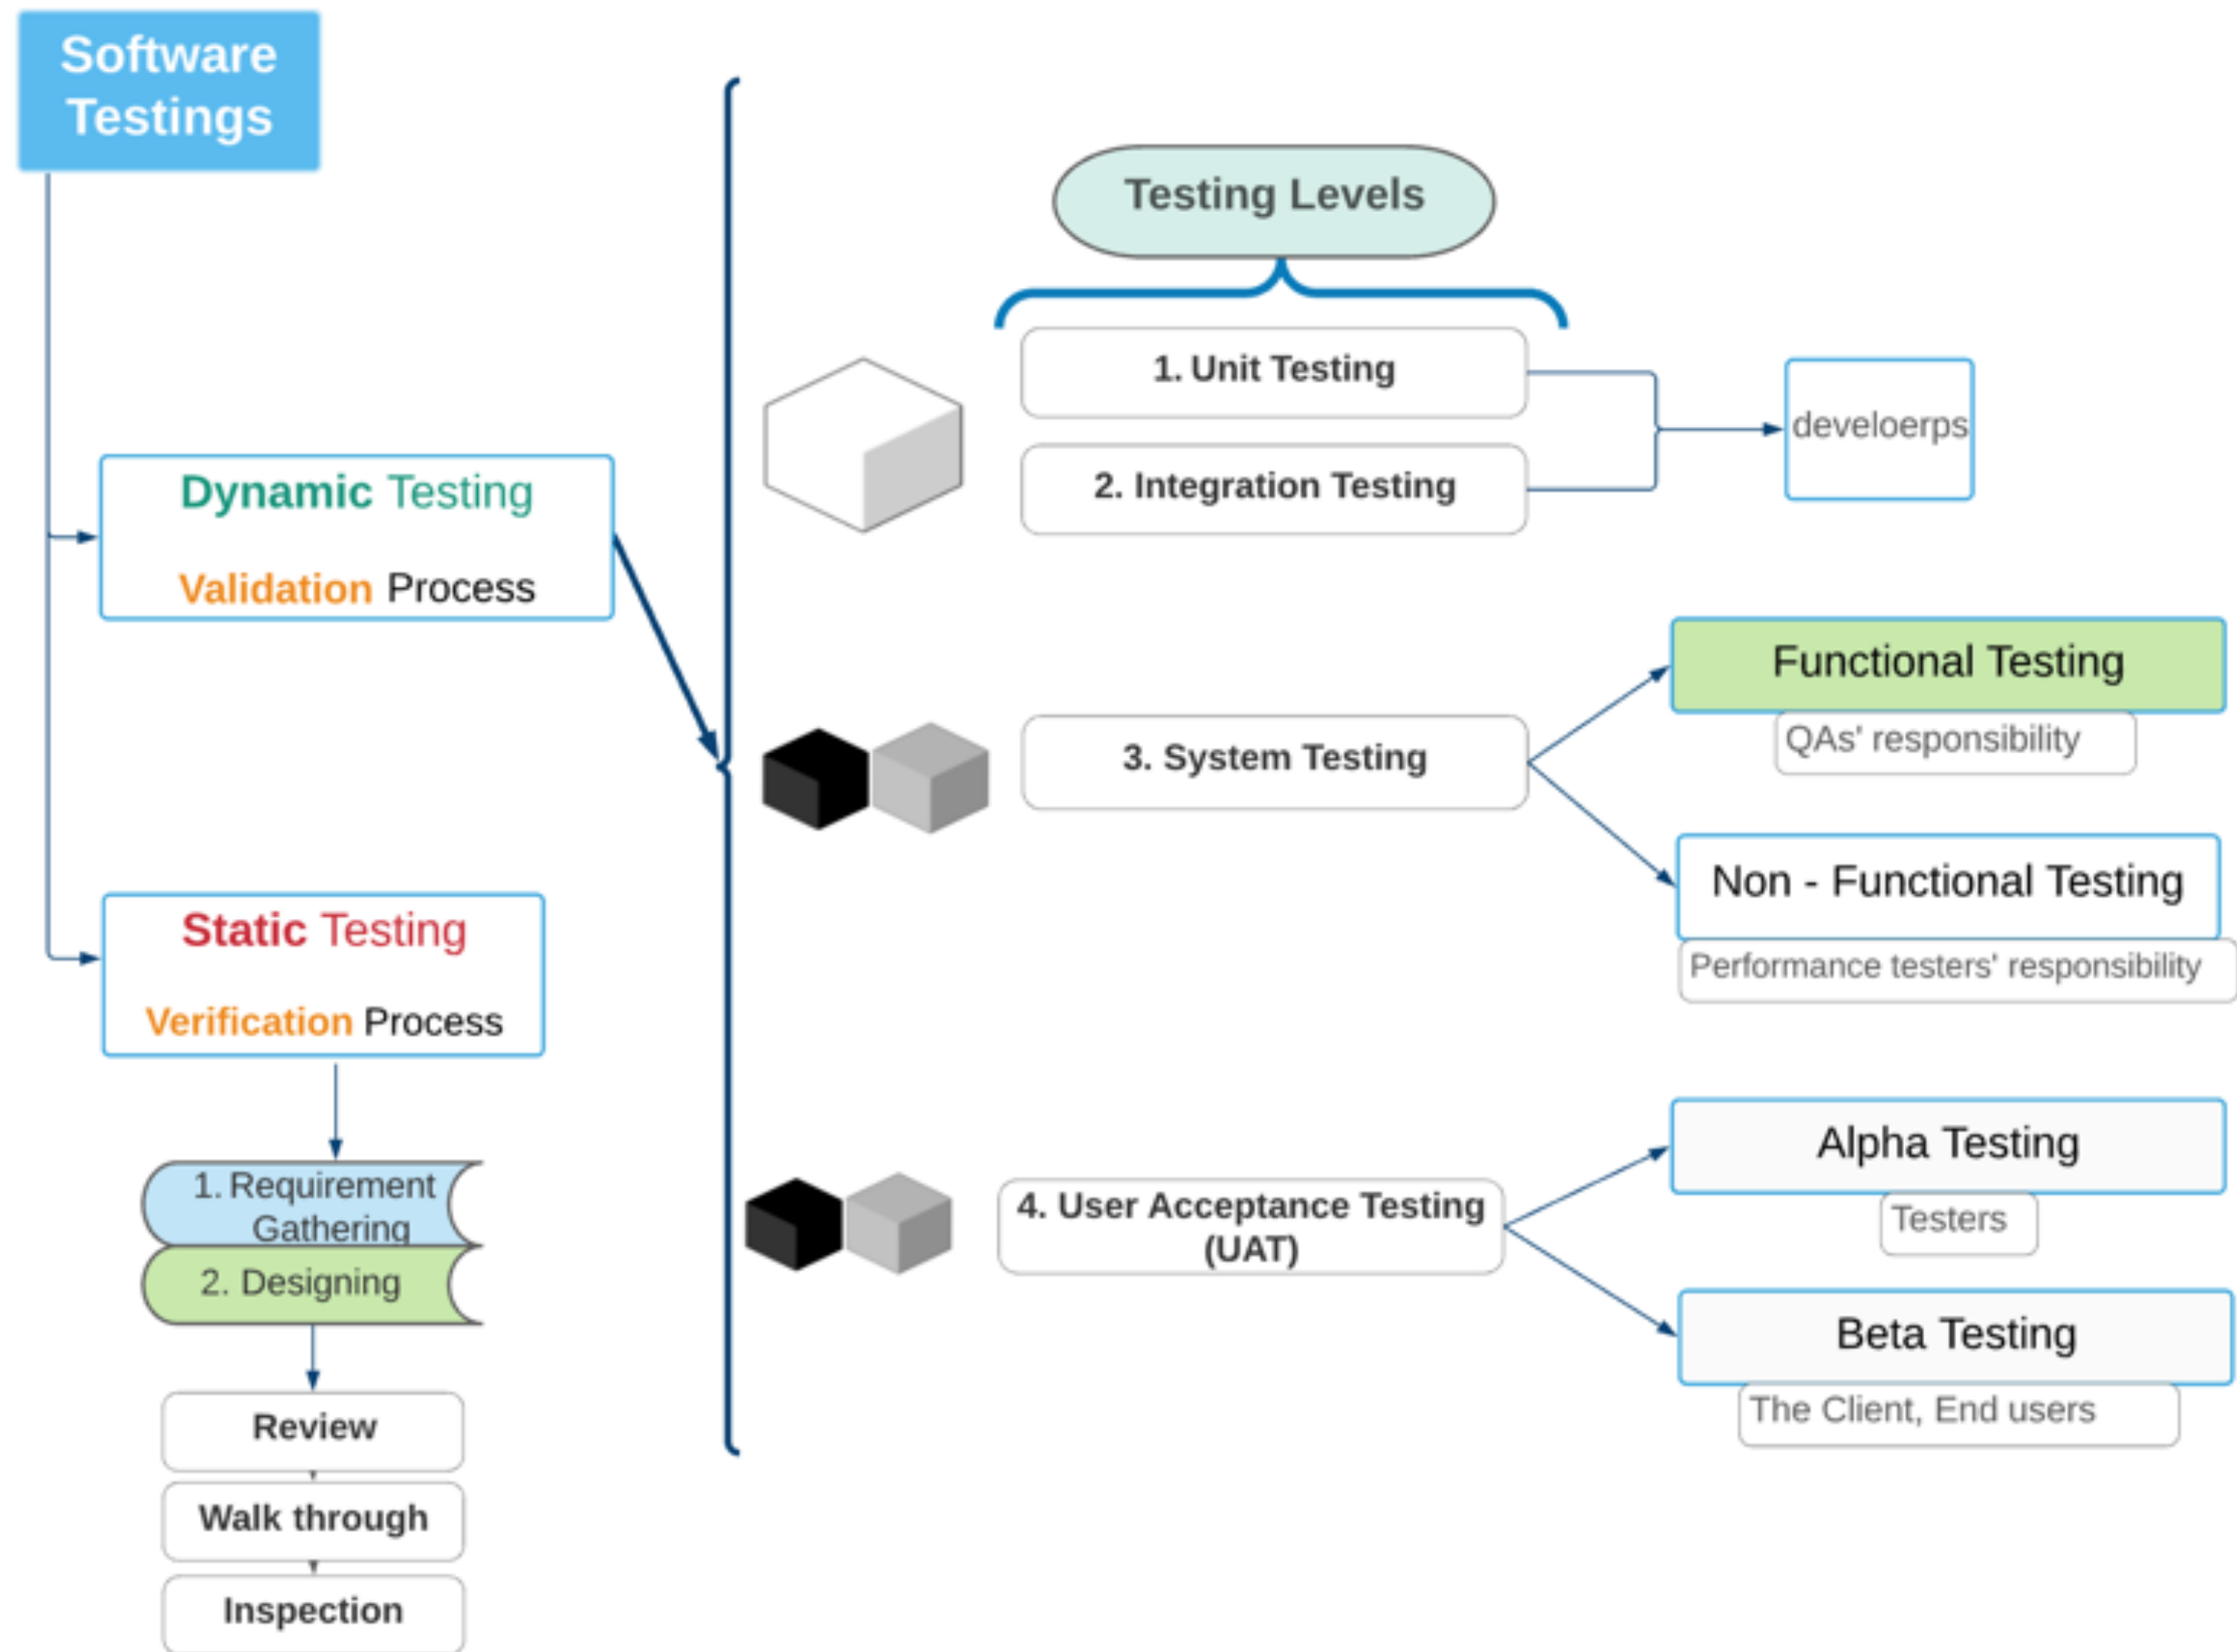 Software
Testings
Testing Levels
1. Unit Testing
2. Integration Testing
develoerps
Dynamic Testing
Validation Process
3. System Testing
Functional Testing
QAs' responsibility
Non - Functional Testing
Performance testers' responsibility
Static Testing
Verification Process
4. User Acceptance Testing
(UAT)
Alpha Testing
Testers
Beta Testing
The Client, End users
1. Requirement
Gathering
2. Designing
Review
Walk through
Inspection